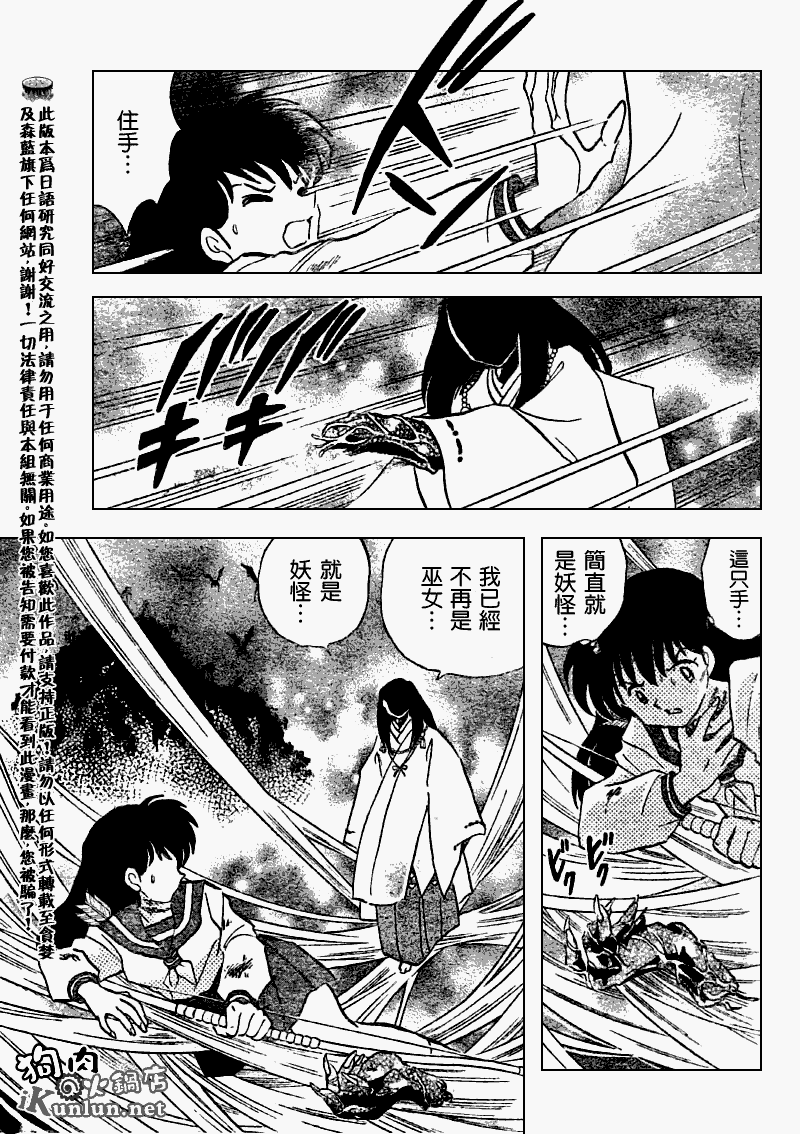 住手…
ギギ
這只手…
簡直就
是妖怪…
ビビッ
我已經
不再是
巫女…
就是
妖怪…
此版本爲日語研究同好交流之用，請勿用于任何商業用途。如您喜歡此作品，請支持正版！請勿以任何形式轉載至貪婪
及森藍旗下任何網站，謝謝！一切法律責任與本組無關。如果您被告知需要付款才能看到此漫畫，那麼，您被騙了！
狗肉@火鍋店
iKunlun.net